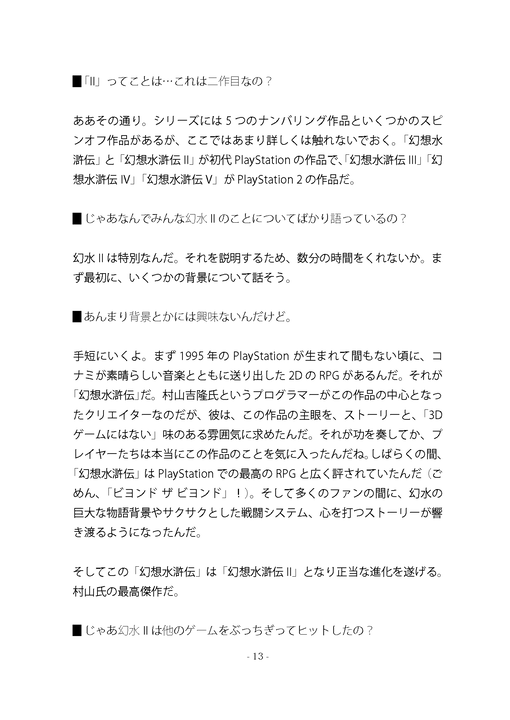 ■「II」ってことは…これは二作目なの？
ああその通り。シリーズには 5 つのナンバリング作品といくつかのスピ
ンオフ作品があるが、ここではあまり詳しくは触れないでおく。「幻想水
滸伝」と「幻想水滸伝 II」が初代 PlayStation の作品で、「幻想水滸伝 III」「幻
想水滸伝 IV」「幻想水滸伝 V」が PlayStation 2 の作品だ。
■じゃあなんでみんな幻水 II のことについてばかり語っているの？
幻水 II は特別なんだ。それを説明するため、数分の時間をくれないか。ま
ず最初に、いくつかの背景について話そう。
■あんまり背景とかには興味ないんだけど。
手短にいくよ。まず 1995 年の PlayStation が生まれて間もない頃に、コ
ナミが素晴らしい音楽とともに送り出した 2D の RPG があるんだ。それが
「幻想水滸伝」だ。村山吉隆氏というプログラマーがこの作品の中心となっ
たクリエイターなのだが、彼は、この作品の主眼を、ストーリーと、「3D
ゲームにはない」味のある雰囲気に求めたんだ。それが功を奏してか、プ
レイヤーたちは本当にこの作品のことを気に入ったんだね。しばらくの間、
「幻想水滸伝」は PlayStation での最高の RPG と広く評されていたんだ（ご
めん、「ビヨンド ザ ビヨンド」！）。そして多くのファンの間に、幻水の
巨大な物語背景やサクサクとした戦闘システム、心を打つストーリーが響
き渡るようになったんだ。
そしてこの「幻想水滸伝」は「幻想水滸伝 II」となり正当な進化を遂げる。
村山氏の最高傑作だ。
■じゃあ幻水 II は他のゲームをぶっちぎってヒットしたの？
- 13 -